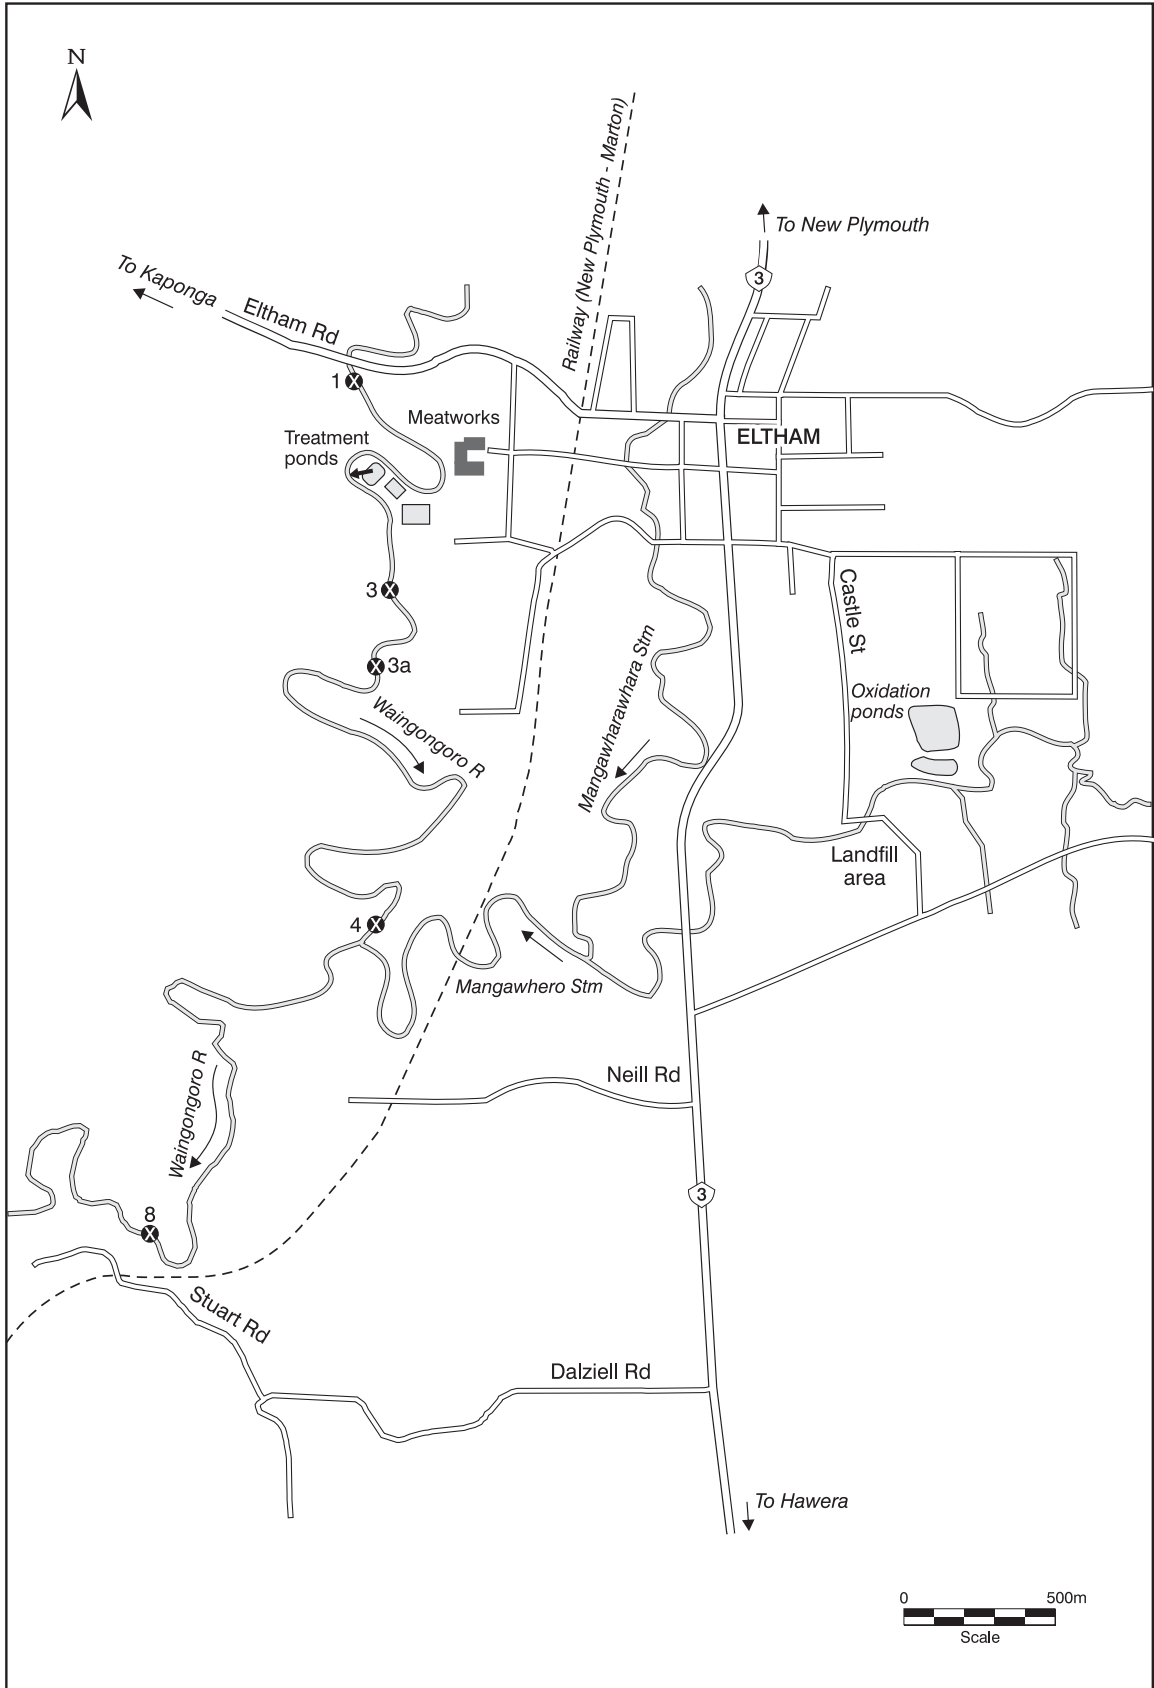 N
Railway (New Plymouth - Marton)
To New Plymouth
3
To Kaponga
Eltham Rd
1
Meatworks
Treatment
ponds
ELTHAM
3
3a
Castle St
Mangawharawhara Stm
Oxidation
ponds
Waingongoro R
Landfill
area
4
Mangawhero Stm
Waingongoro R
Neill Rd
3
8
Stuart Rd
Dalziell Rd
To Hawera
0 500m
Scale